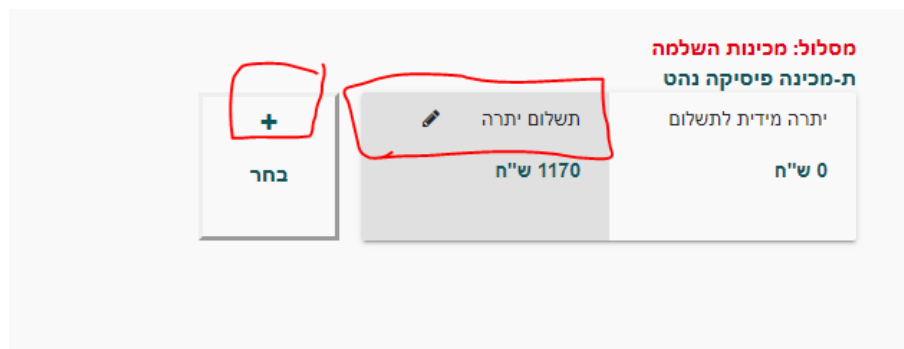 מסלול: מכינות השלמה
ת-מכינה פיסיקה נהט
יתרה מידית לתשלום
0 ש"ח
תשלום יתרה
1170 ש"ח
+
בחר